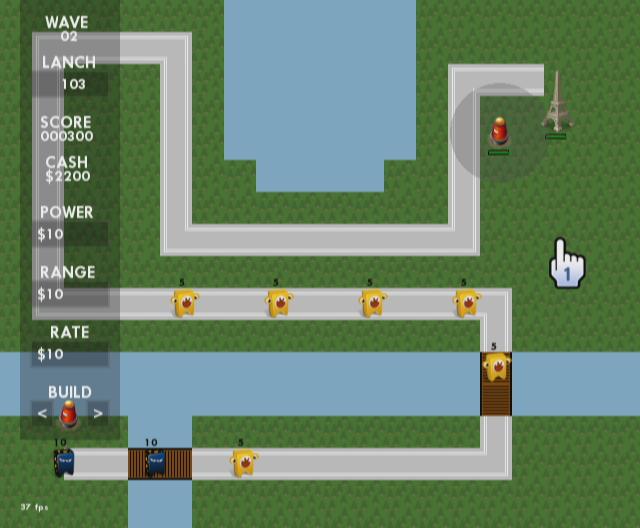 WAVE
02
LANCH
103
SCORE
000300
CASH
$2200
POWER
$10
RANGE
$10
RATE
$10
BUILD
< >
5 5 5 5
5
10 10 5
1
37 fps